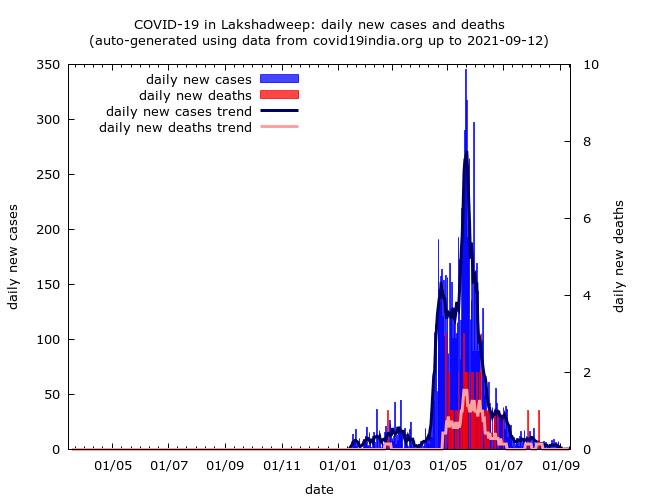 COVID-19 in Lakshadweep: daily new cases and deaths
(auto-generated using data from covid19india.org up to 2021-09-12)
daily new cases
daily new deaths
daily new cases trend
daily new deaths trend
350
300
250
200
150
100
50
0
10
8
6
4
2
0
daily new cases
daily new deaths
01/05 01/07 01/09 01/11 01/01 01/03 01/05 01/07 01/09
date